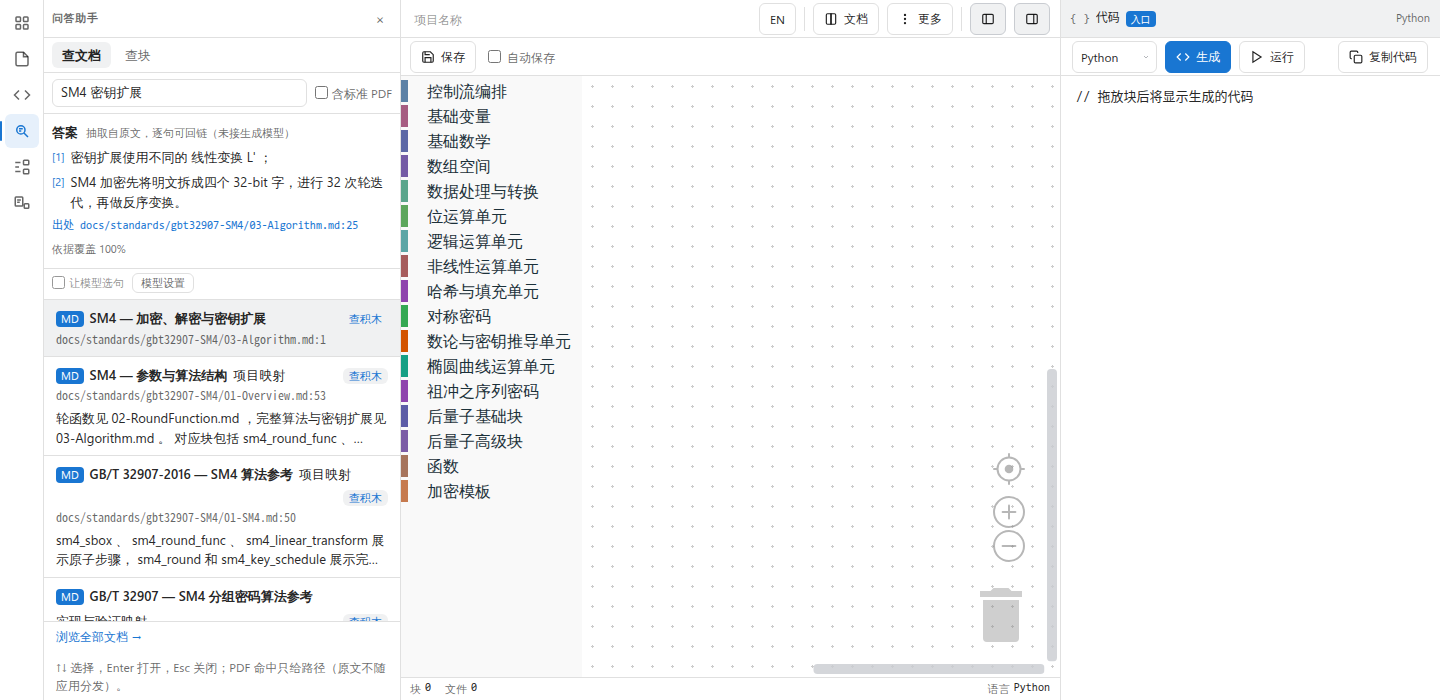 问答助手 ×
查文档 查块
SM4 密钥扩展 含标准 PDF
答案 抽取自原文，逐句可回链（未接生成模型）
[1] 密钥扩展使用不同的 线性变换 L' ；
[2] SM4 加密先将明文拆成四个 32-bit 字，进行 32 次轮迭
代，再做反序变换。
出处 docs/standards/gbt32907-SM4/03-Algorithm.md:25
依据覆盖 100%
让模型选句 模型设置
MD SM4 — 加密、解密与密钥扩展 查积木
docs/standards/gbt32907-SM4/03-Algorithm.md:1
MD SM4 — 参数与算法结构 项目映射 查积木
docs/standards/gbt32907-SM4/01-Overview.md:53
轮函数见 02-RoundFunction.md ，完整算法与密钥扩展见
03-Algorithm.md 。 对应块包括 sm4_round_func 、…
MD GB/T 32907-2016 — SM4 算法参考 项目映射
查积木
docs/standards/gbt32907-SM4/01-SM4.md:50
sm4_sbox 、 sm4_round_func 、 sm4_linear_transform 展
示原子步骤， sm4_round 和 sm4_key_schedule 展示完…
MD GB/T 32907 — SM4 分组密码算法参考
实现与验证映射 查积木
浏览全部文档 →
↑↓ 选择，Enter 打开，Esc 关闭；PDF 命中只给路径（原文不随
应用分发）。
项目名称 EN 文档 更多
保存 自动保存
控制流编排
基础变量
基础数学
数组空间
数据处理与转换
位运算单元
逻辑运算单元
非线性运算单元
哈希与填充单元
对称密码
数论与密钥推导单元
椭圆曲线运算单元
祖冲之序列密码
后量子基础块
后量子高级块
函数
加密模板
块 0 文件 0 语言 Python
{ } 代码 入口 Python
Python 生成 运行 复制代码
// 拖放块后将显示生成的代码